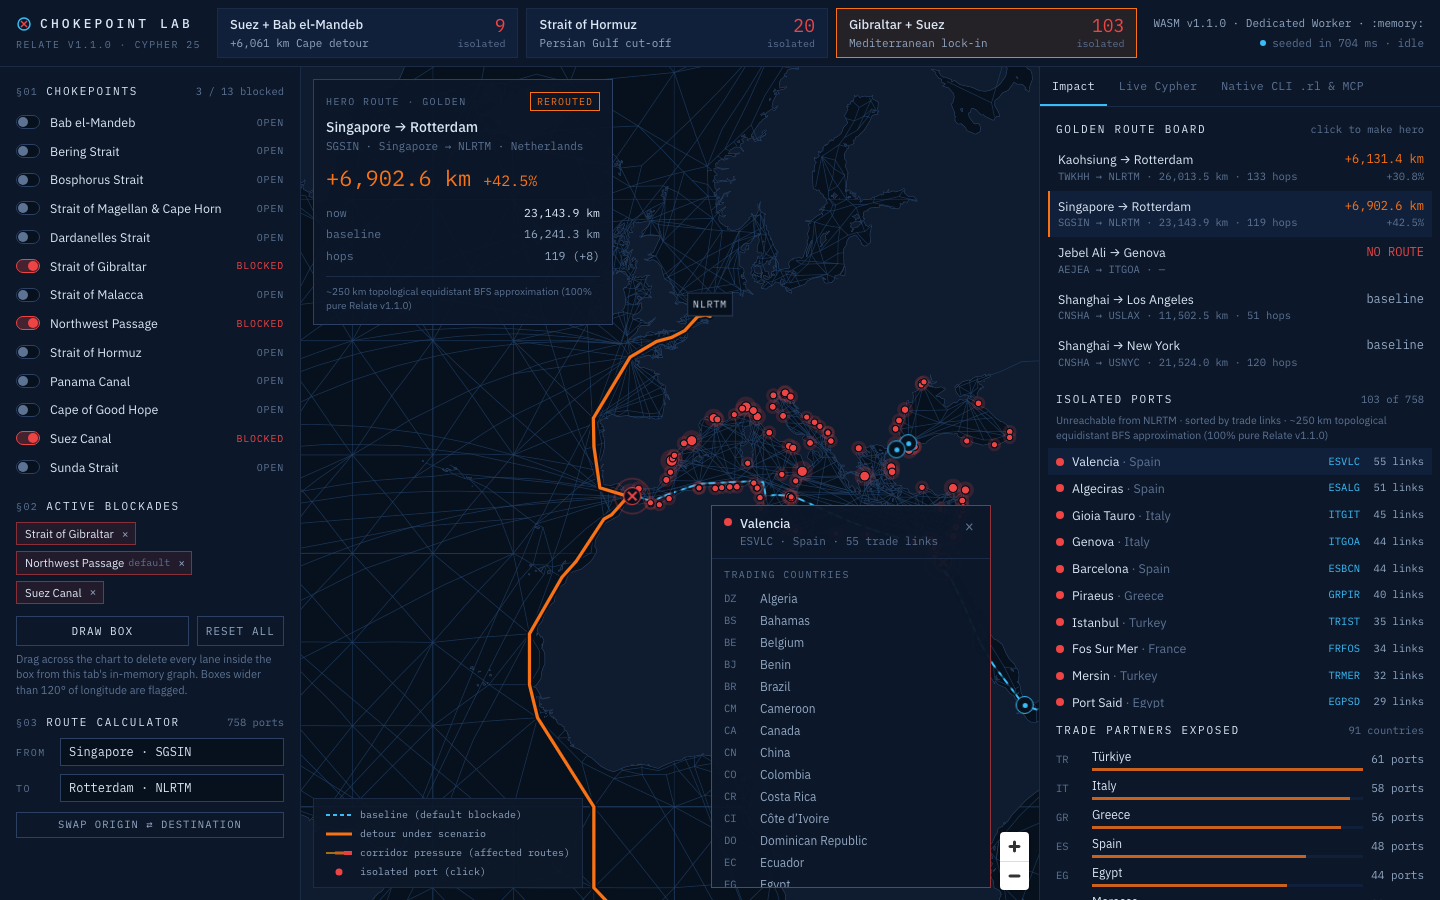 CHOKEPOINT LAB
RELATE V1.1.0 · CYPHER 25
Suez + Bab el-Mandeb 9
+6,061 km Cape detour isolated
Strait of Hormuz 20
Persian Gulf cut-off isolated
Gibraltar + Suez 103
Mediterranean lock-in isolated
WASM v1.1.0 · Dedicated Worker · :memory:
seeded in 704 ms · idle
§01 CHOKEPOINTS 3 / 13 blocked
Bab el-Mandeb OPEN
Bering Strait OPEN
Bosphorus Strait OPEN
Strait of Magellan & Cape Horn OPEN
Dardanelles Strait OPEN
Strait of Gibraltar BLOCKED
Strait of Malacca OPEN
Northwest Passage BLOCKED
Strait of Hormuz OPEN
Panama Canal OPEN
Cape of Good Hope OPEN
Suez Canal BLOCKED
Sunda Strait OPEN
§02 ACTIVE BLOCKADES
Strait of Gibraltar ×
Northwest Passage default ×
Suez Canal ×
DRAW BOX RESET ALL
Drag across the chart to delete every lane inside the
box from this tab's in-memory graph. Boxes wider
than 120° of longitude are flagged.
§03 ROUTE CALCULATOR 758 ports
FROM Singapore · SGSIN
TO Rotterdam · NLRTM
SWAP ORIGIN ⇄ DESTINATION
HERO ROUTE · GOLDEN REROUTED
Singapore → Rotterdam
SGSIN · Singapore → NLRTM · Netherlands
+6,902.6 km +42.5%
now 23,143.9 km
baseline 16,241.3 km
hops 119 (+8)
~250 km topological equidistant BFS approximation (100%
pure Relate v1.1.0)
NLRTM
Valencia ×
ESVLC · Spain · 55 trade links
TRADING COUNTRIES
DZ Algeria
BS Bahamas
BE Belgium
BJ Benin
BR Brazil
CM Cameroon
CA Canada
CN China
CO Colombia
CR Costa Rica
CI Côte d'Ivoire
DO Dominican Republic
EC Ecuador
EG Egypt
baseline (default blockade)
detour under scenario
corridor pressure (affected routes)
isolated port (click)
+
−
Impact Live Cypher Native CLI .rl & MCP
GOLDEN ROUTE BOARD click to make hero
Kaohsiung → Rotterdam +6,131.4 km
TWKHH → NLRTM · 26,013.5 km · 133 hops +30.8%
Singapore → Rotterdam +6,902.6 km
SGSIN → NLRTM · 23,143.9 km · 119 hops +42.5%
Jebel Ali → Genova NO ROUTE
AEJEA → ITGOA · —
Shanghai → Los Angeles baseline
CNSHA → USLAX · 11,502.5 km · 51 hops
Shanghai → New York baseline
CNSHA → USNYC · 21,524.0 km · 120 hops
ISOLATED PORTS 103 of 758
Unreachable from NLRTM · sorted by trade links · ~250 km topological
equidistant BFS approximation (100% pure Relate v1.1.0)
Valencia · Spain ESVLC 55 links
Algeciras · Spain ESALG 51 links
Gioia Tauro · Italy ITGIT 45 links
Genova · Italy ITGOA 44 links
Barcelona · Spain ESBCN 44 links
Piraeus · Greece GRPIR 40 links
Istanbul · Turkey TRIST 35 links
Fos Sur Mer · France FRFOS 34 links
Mersin · Turkey TRMER 32 links
Port Said · Egypt EGPSD 29 links
TRADE PARTNERS EXPOSED 91 countries
TR Türkiye 61 ports
IT Italy 58 ports
GR Greece 56 ports
ES Spain 48 ports
EG Egypt 44 ports